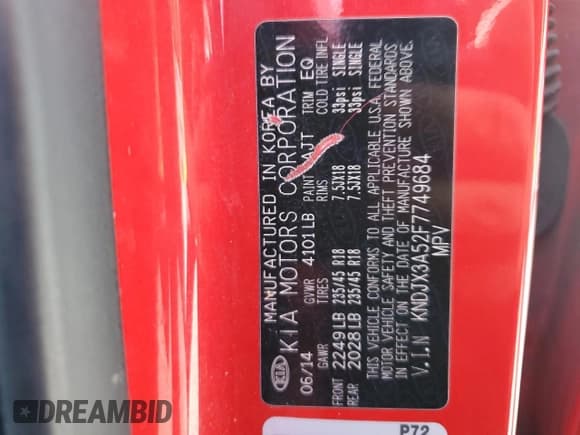 MANUFACTURED IN KOREA BY
KIA KIA MOTORS CORPORATION
06/14 GVWR 4101LB PAINT AJT TRIM EQ
GAWR TIRES RIMS COLD TIRE INFL
FRONT 2249LB 235/45 R18 7.5JX18 33psi SINGLE
REAR 2028LB 235/45 R18 7.5JX18 33psi SINGLE
THIS VEHICLE CONFORMS TO ALL APPLICABLE U.S.A. FEDERAL
MOTOR VEHICLE SAFETY AND THEFT PREVENTION STANDARDS
IN EFFECT ON THE DATE OF MANUFACTURE SHOWN ABOVE.
V.I.N KNDJX3A52F7749684
MPV
P72
DREAMBID